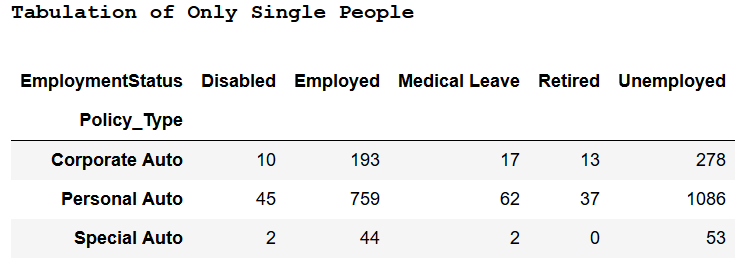 Tabulation of Only Single People
EmploymentStatus Disabled Employed Medical Leave Retired Unemployed
Policy_Type
Corporate Auto 10 193 17 13 278
Personal Auto 45 759 62 37 1086
Special Auto 2 44 2 0 53